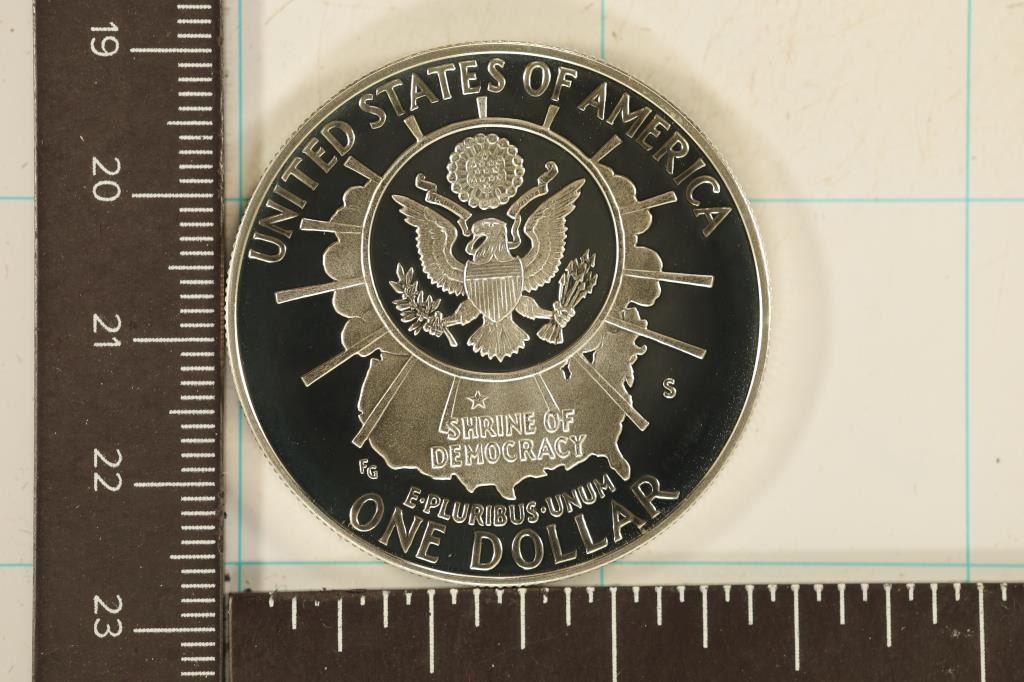 UNITED STATES OF AMERICA
S
SHRINE OF
DEMOCRACY
FG
E·PLURIBUS·UNUM
ONE DOLLAR
19
20
21
22
23